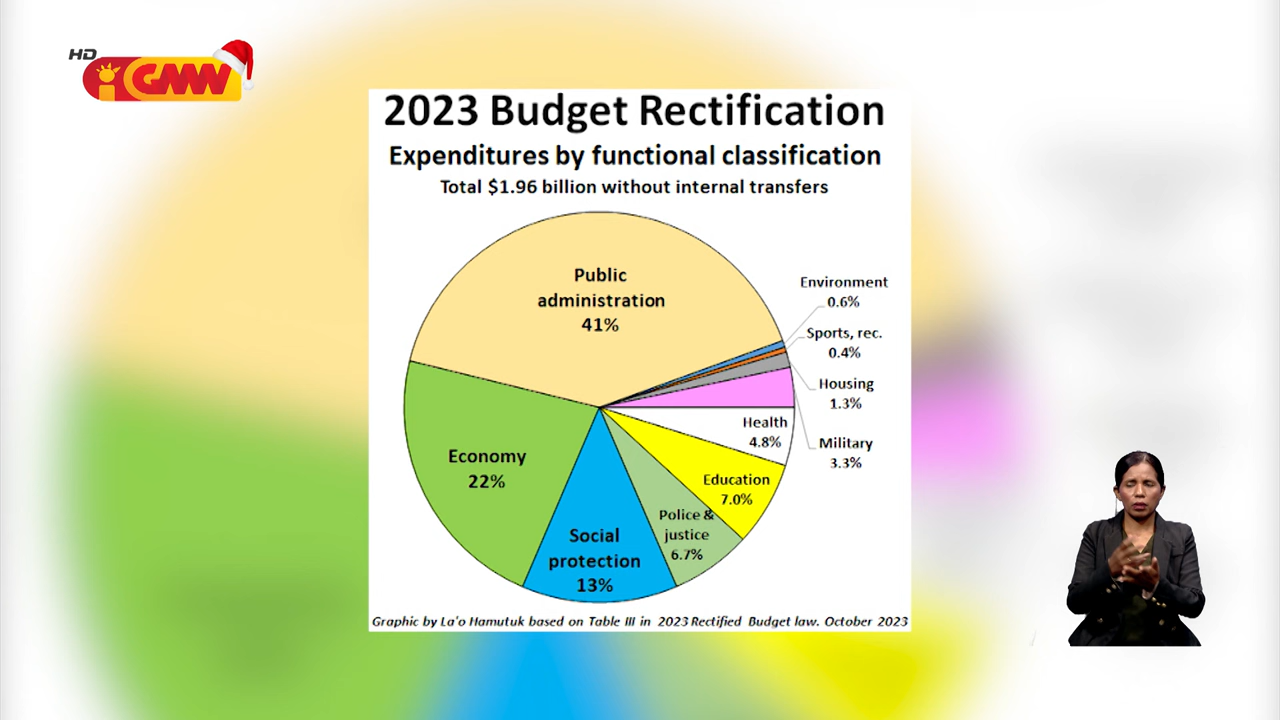 HD
GMN
2023 Budget Rectification
Expenditures by functional classification
Total $1.96 billion without internal transfers
Public
administration
41%
Environment
0.6%
Sports, rec.
0.4%
Housing
1.3%
Military
3.3%
Health
4.8%
Education
7.0%
Police &
justice
6.7%
Social
protection
13%
Economy
22%
Graphic by La'o Hamutuk based on Table III in 2023 Rectified Budget law. October 2023